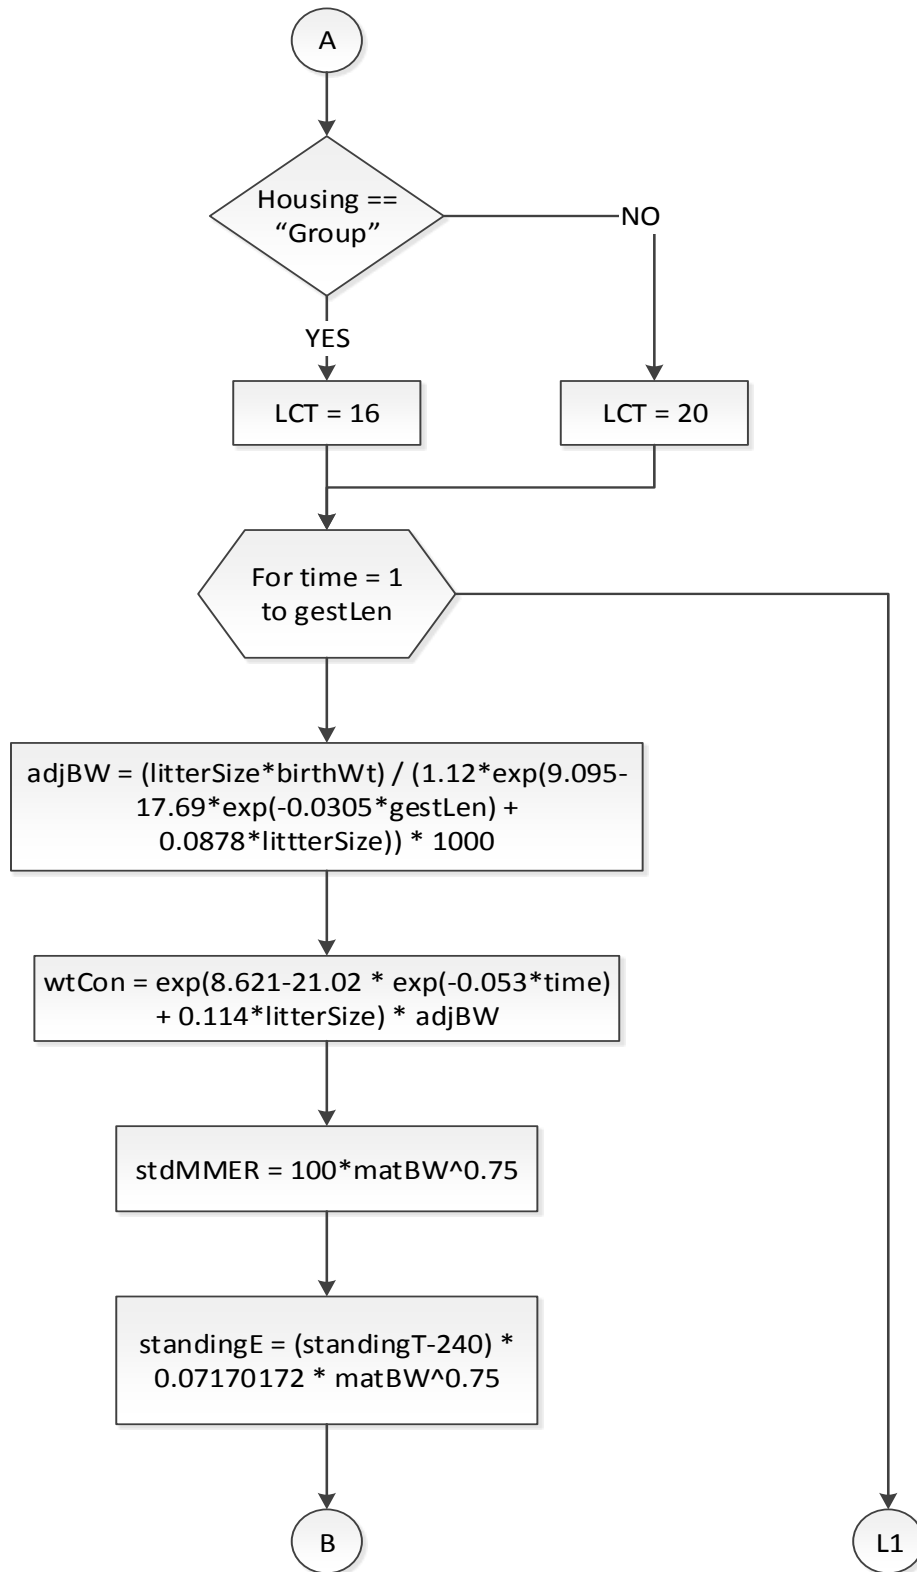 A
Housing ==
“Group”
NO
YES
LCT = 16
LCT = 20
For time = 1
to gestLen
adjBW = (litterSize*birthWt) / (1.12*exp(9.095-
17.69*exp(-0.0305*gestLen) +
0.0878*littterSize)) * 1000
wtCon = exp(8.621-21.02 * exp(-0.053*time)
+ 0.114*litterSize) * adjBW
stdMMER = 100*matBW^0.75
standingE = (standingT-240) *
0.07170172 * matBW^0.75
B
L1